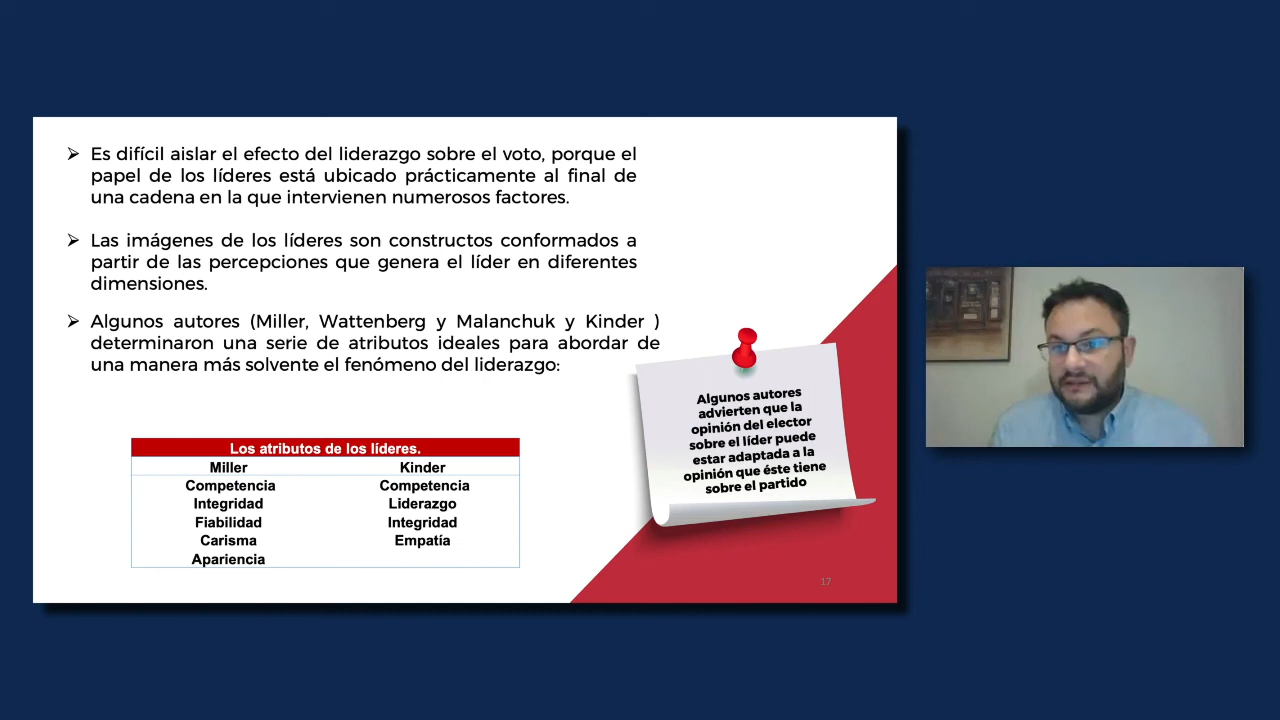 Es difícil aislar el efecto del liderazgo sobre el voto, porque el
papel de los líderes está ubicado prácticamente al final de
una cadena en la que intervienen numerosos factores.
Las imágenes de los líderes son constructos conformados a
partir de las percepciones que genera el líder en diferentes
dimensiones.
Algunos autores (Miller, Wattenberg y Malanchuk y Kinder )
determinaron una serie de atributos ideales para abordar de
una manera más solvente el fenómeno del liderazgo:
Los atributos de los líderes.
Miller Kinder
Competencia Competencia
Integridad Liderazgo
Fiabilidad Integridad
Carisma Empatía
Apariencia
Algunos autores
advierten que la
opinión del elector
sobre el líder puede
estar adaptada a la
opinión que éste tiene
sobre el partido
17